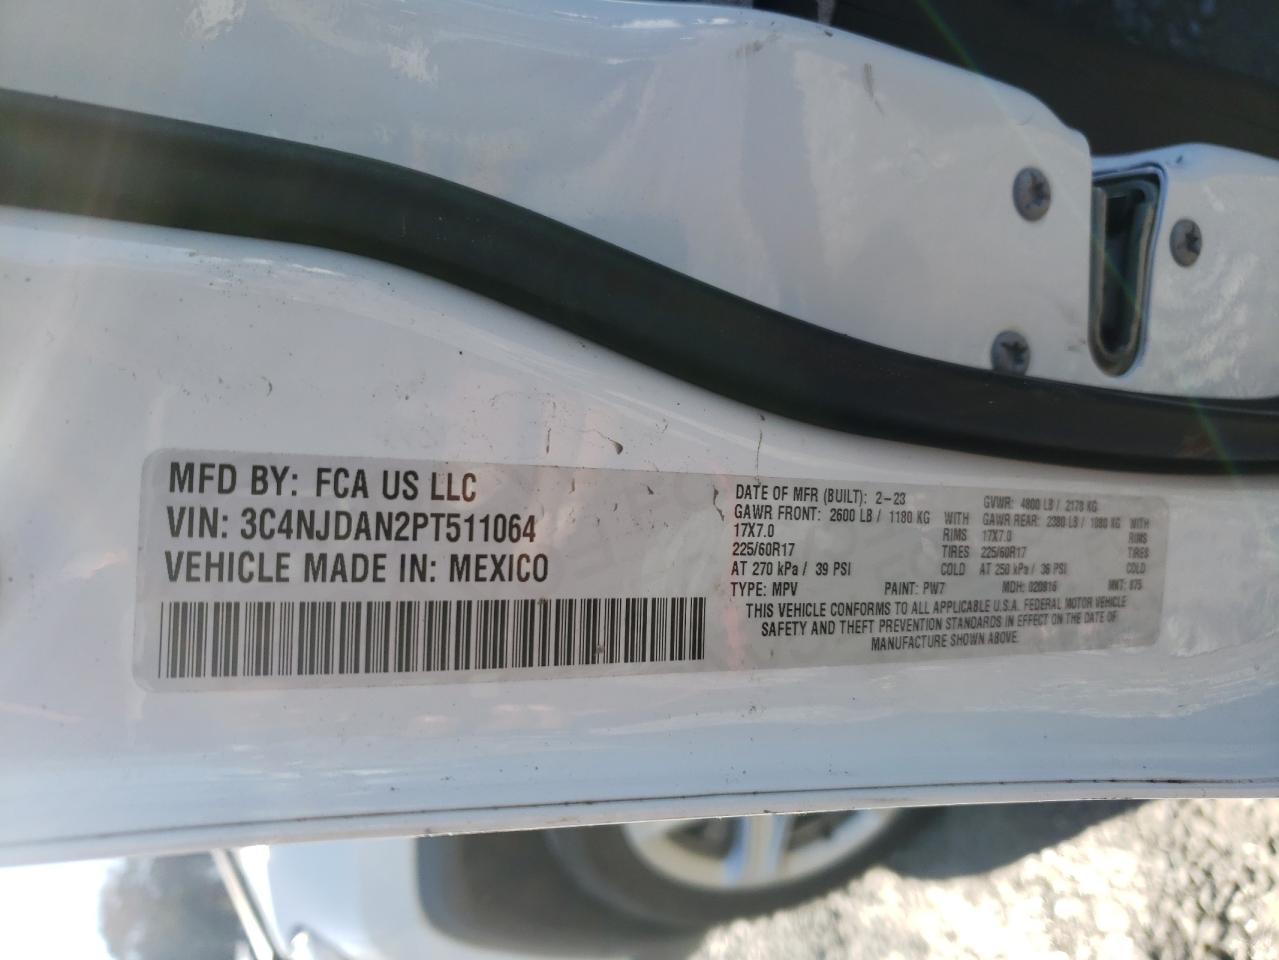 MFD BY: FCA US LLC
VIN: 3C4NJDAN2PT511064
VEHICLE MADE IN: MEXICO
DATE OF MFR (BUILT): 2-23 GVWR: 4800 LB / 2178 KG
GAWR FRONT: 2600 LB / 1180 KG WITH GAWR REAR: 2380 LB / 1080 KG WITH
17X7.0 RIMS 17X7.0 RIMS
225/60R17 TIRES 225/60R17 TIRES
AT 270 kPa / 39 PSI COLD AT 250 kPa / 36 PSI COLD
TYPE: MPV PAINT: PW7 MDH: 020816 MKT: 875
THIS VEHICLE CONFORMS TO ALL APPLICABLE U.S.A. FEDERAL MOTOR VEHICLE
SAFETY AND THEFT PREVENTION STANDARDS IN EFFECT ON THE DATE OF
MANUFACTURE SHOWN ABOVE.